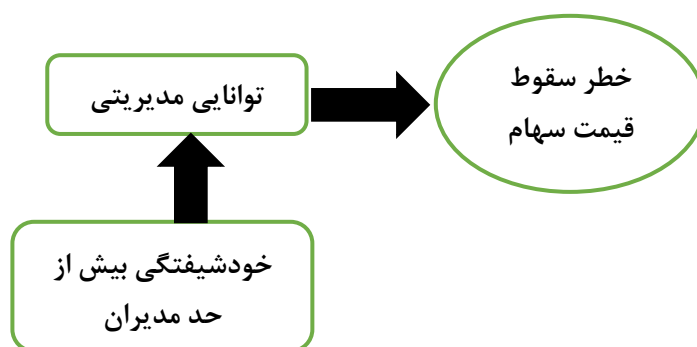 خطر سقوط
قیمت سهام
توانایی مدیریتی
خودشیفتگی بیش از
حد مدیران